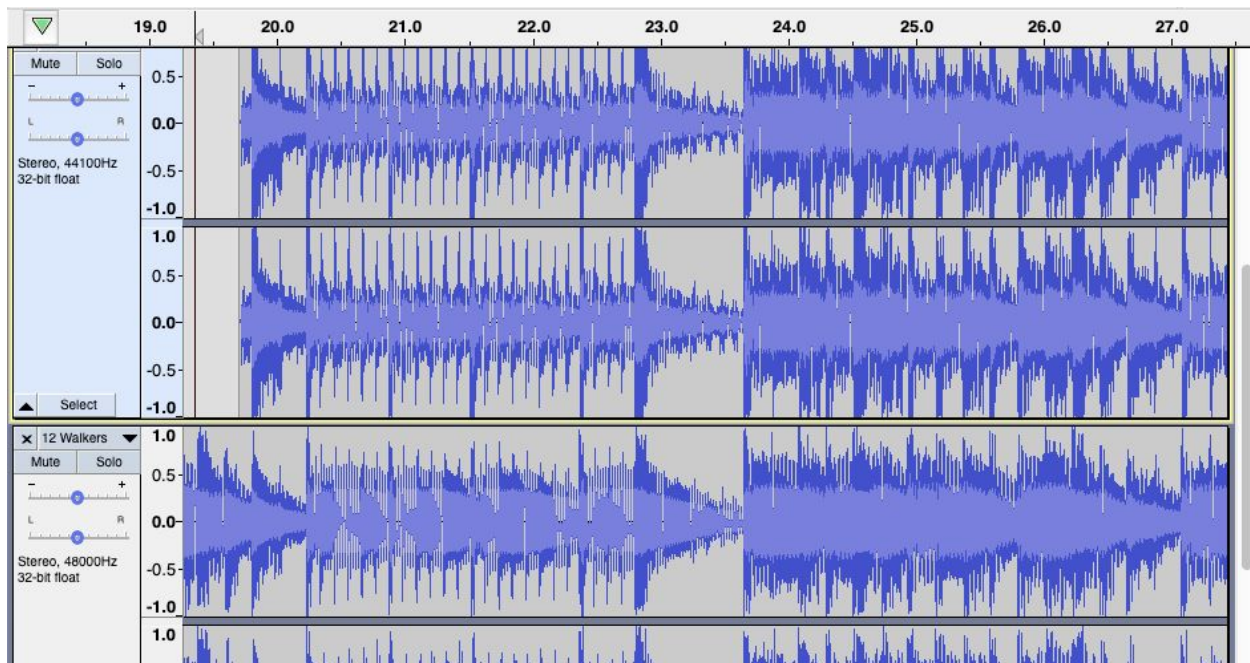 19.0 20.0 21.0 22.0 23.0 24.0 25.0 26.0 27.0
Mute Solo
- +
L R
Stereo, 44100Hz
32-bit float
0.5-
0.0-
-0.5-
-1.0
1.0
0.5-
0.0-
-0.5-
-1.0
Select
× 12 Walkers
Mute Solo
- +
L R
Stereo, 48000Hz
32-bit float
1.0
0.5-
0.0-
-0.5-
-1.0
1.0